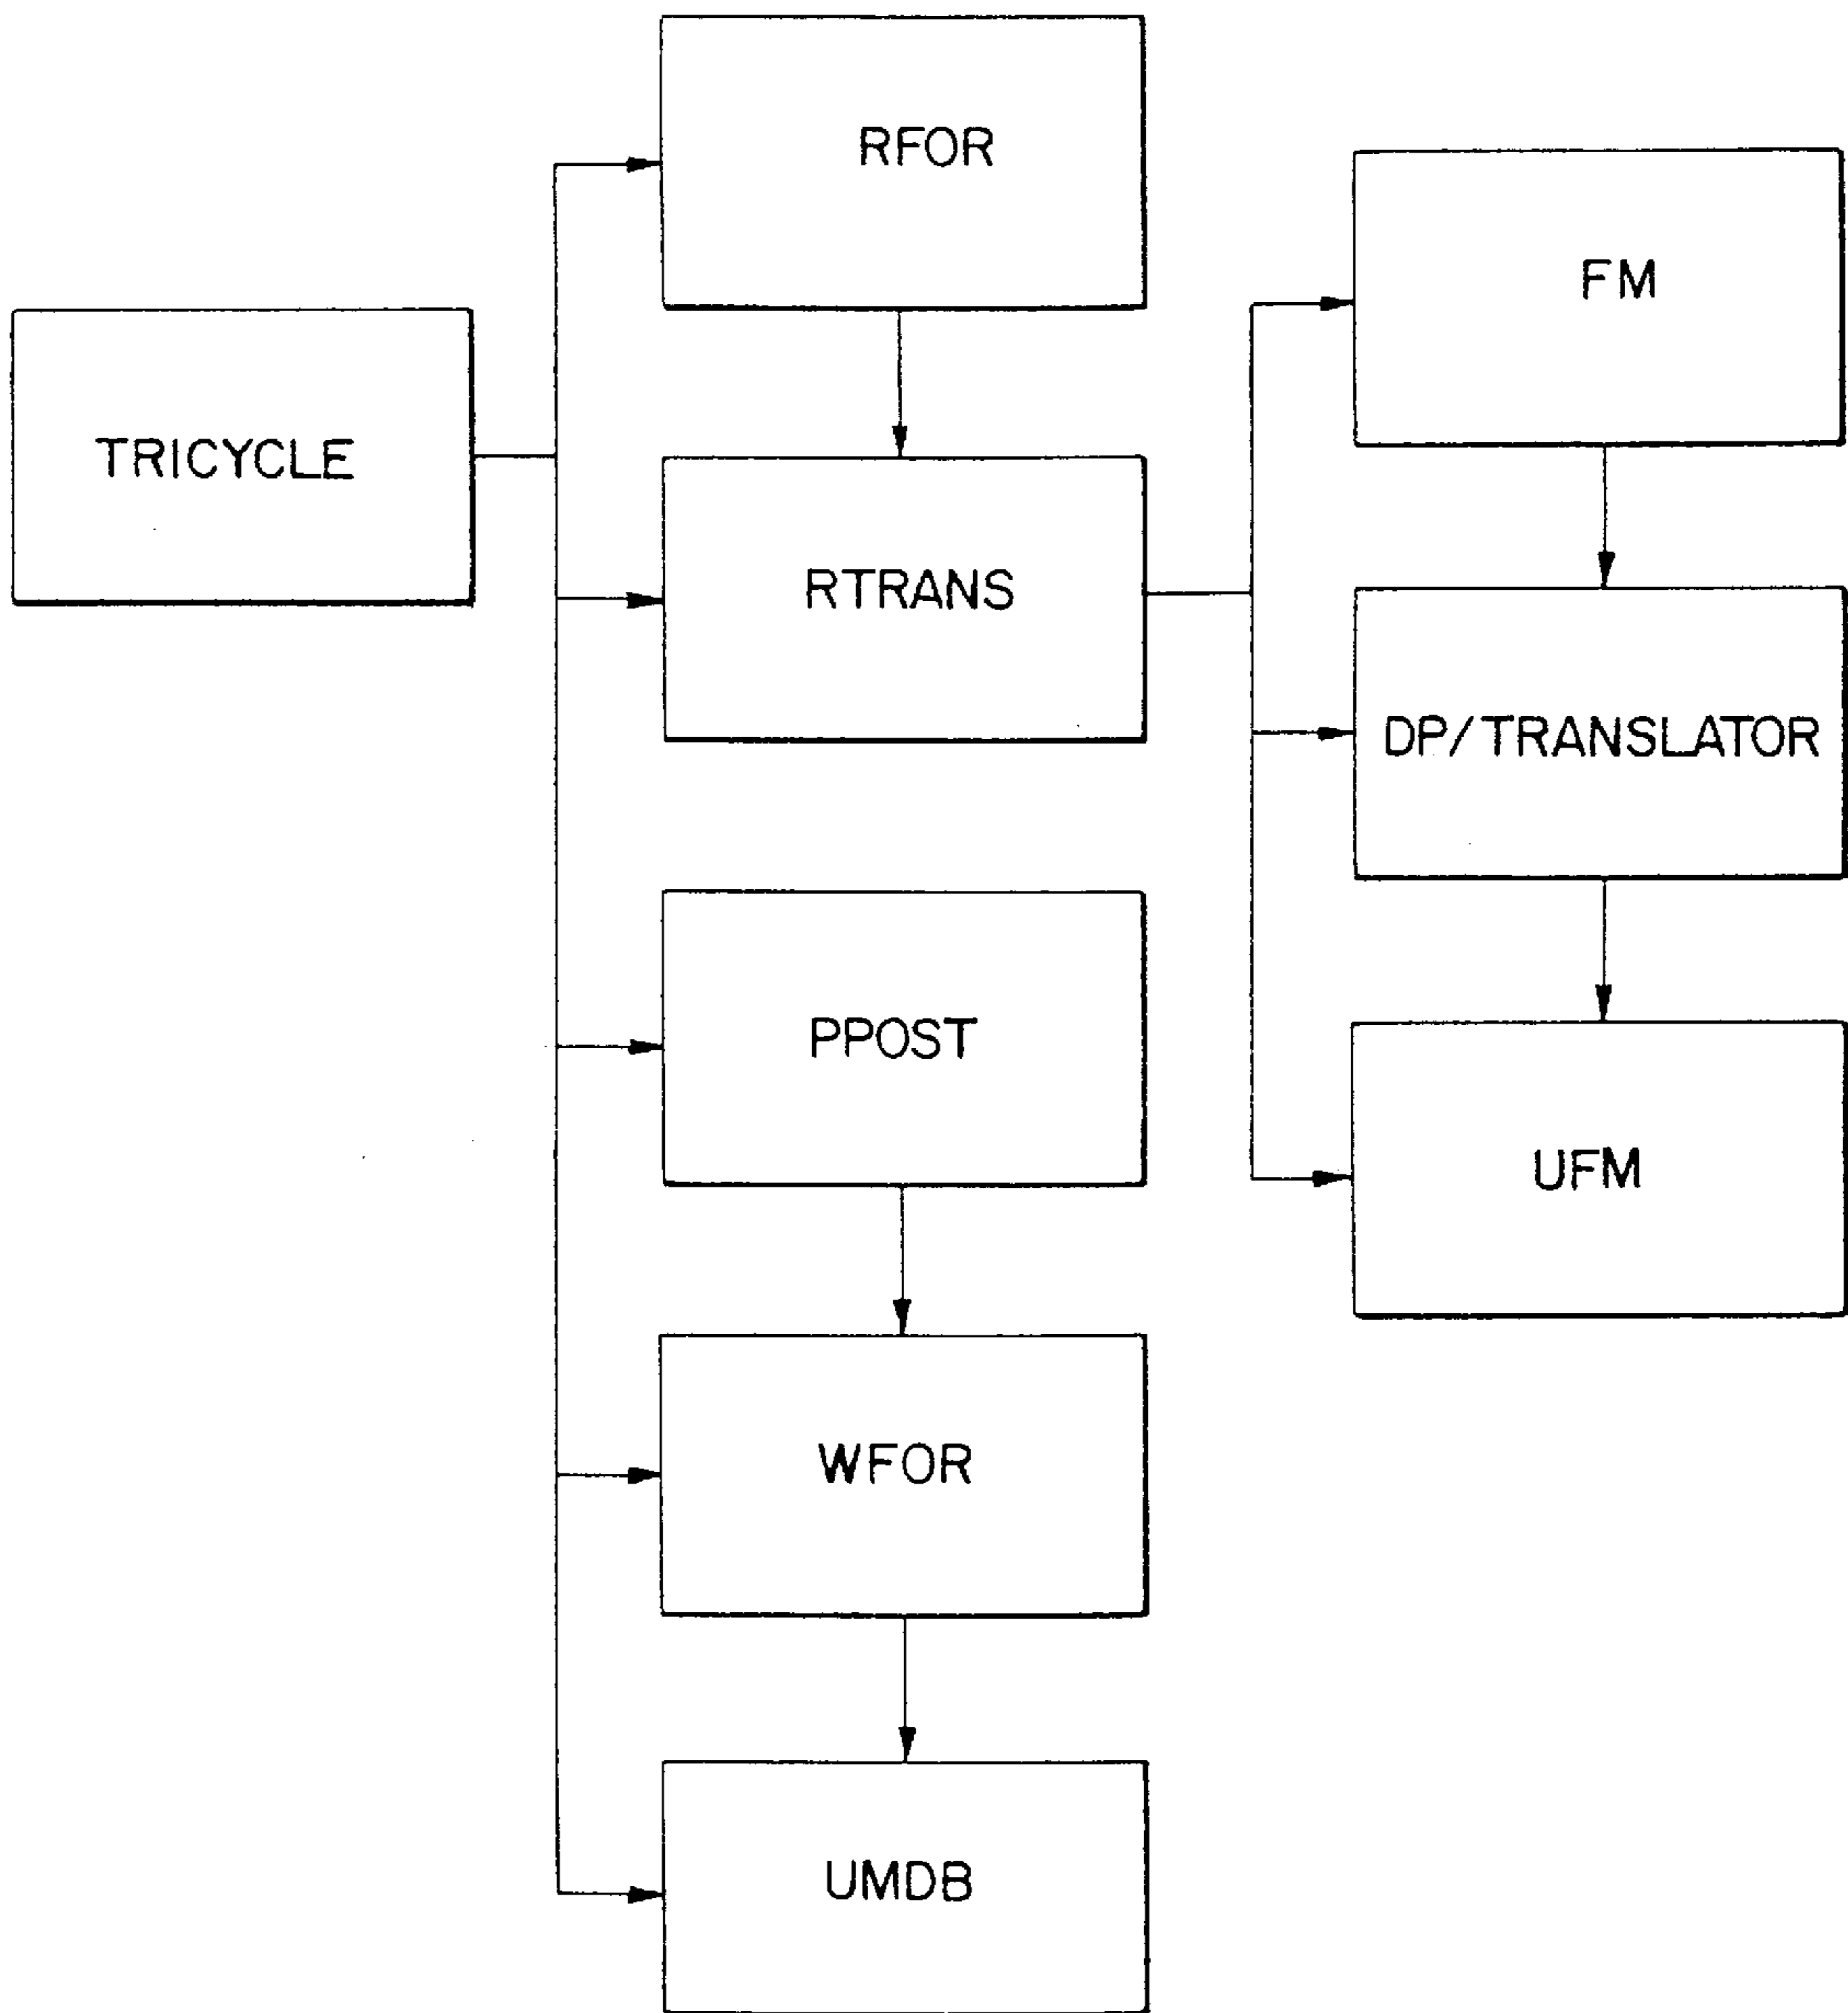 TRICYCLE
RFOR
RTRANS
PPOST
WFOR
UMDB
FM
DP/TRANSLATOR
UFM